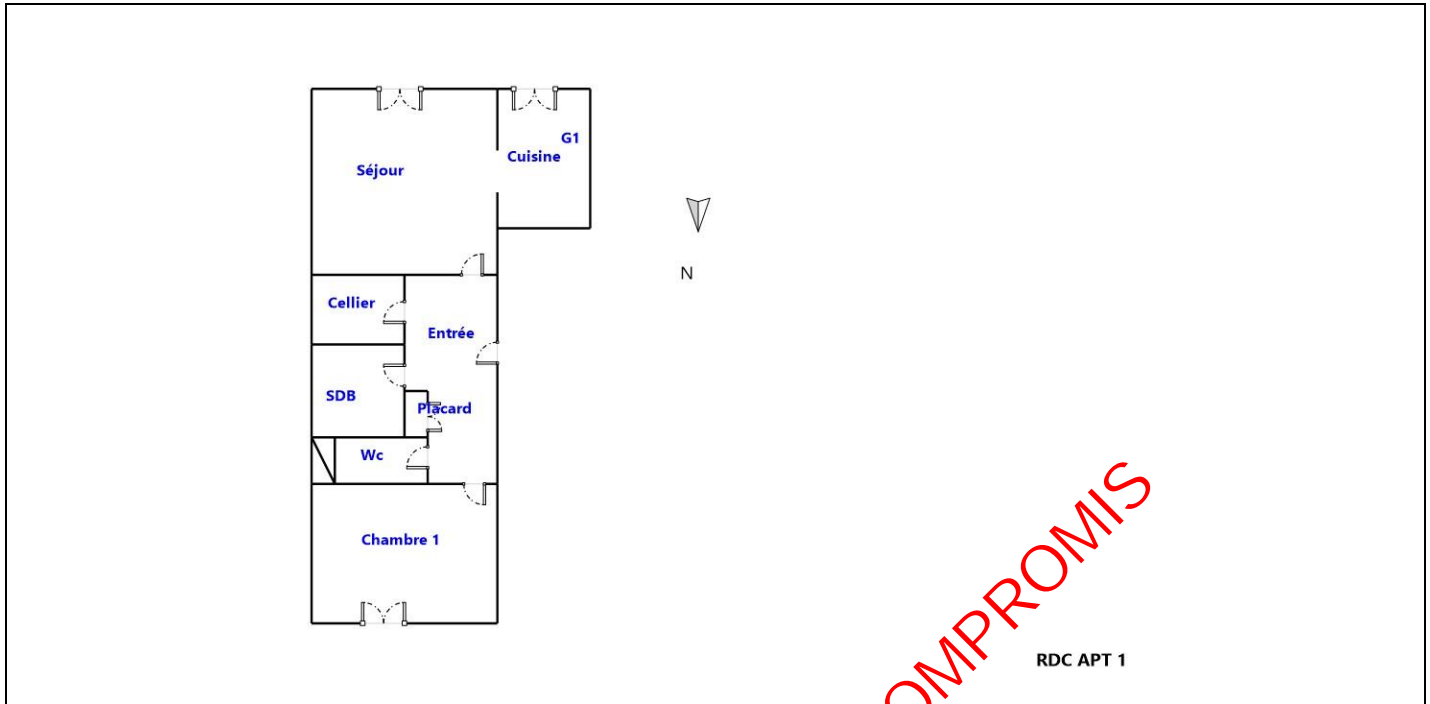 G1
Cuisine
Séjour
N
Cellier
Entrée
SDB
Placard
Wc
Chambre 1
OMPROMIS
RDC APT 1